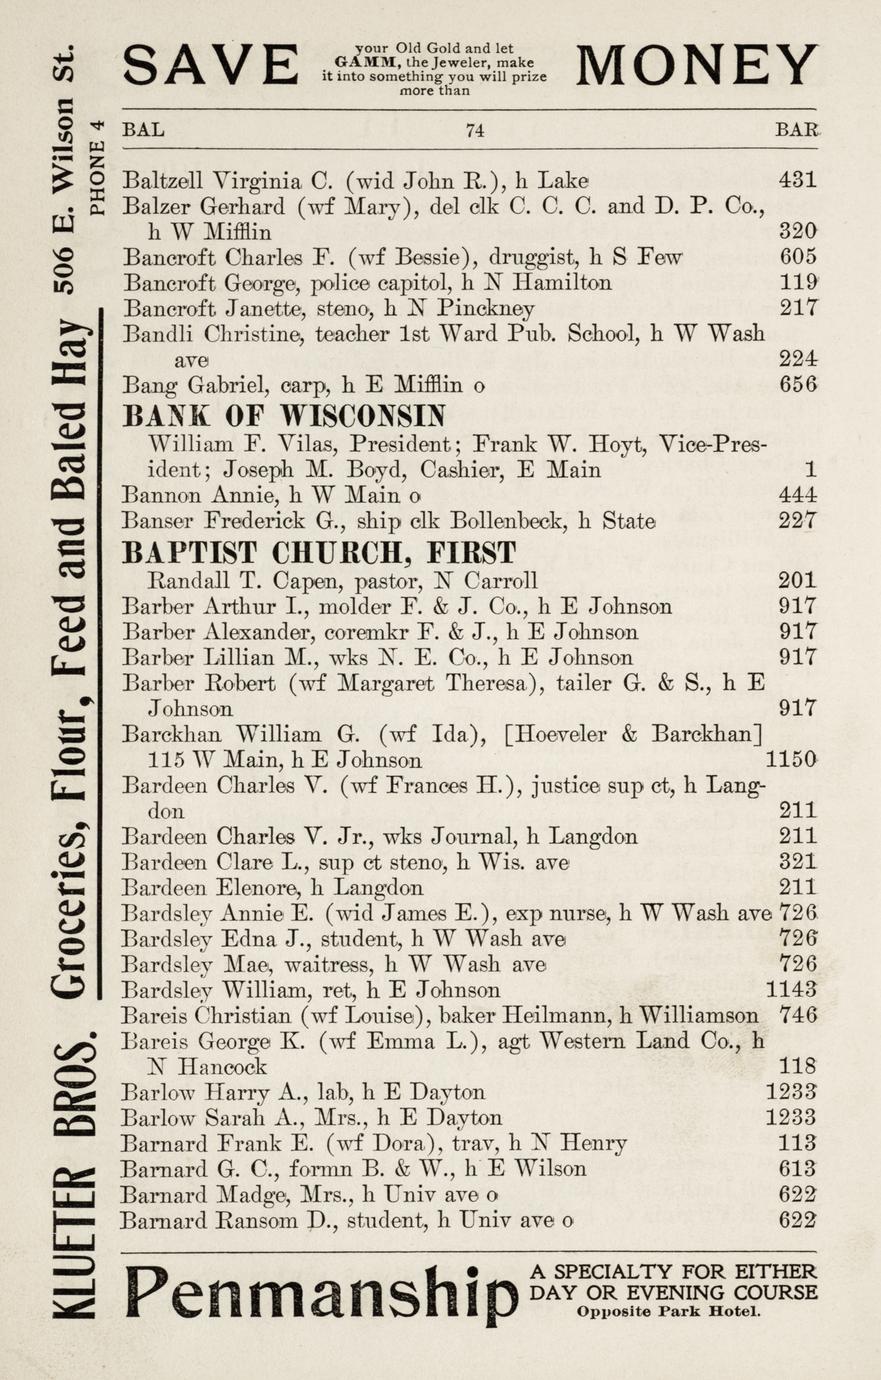 SAVE your Old Gold and let MONEY
GAMM, the Jeweler, make
it into something you will prize
more than
BAL 74 BAR
Baltzell Virginia C. (wid John R.), h Lake 431
Balzer Gerhard (wf Mary), del clk C. C. C. and D. P. Co.,
h W Mifflin 320
Bancroft Charles F. (wf Bessie), druggist, h S Few 605
Bancroft George, police capitol, h N Hamilton 119
Bancroft Janette, steno, h N Pinckney 217
Bandli Christine, teacher 1st Ward Pub. School, h W Wash
ave 224
Bang Gabriel, carp, h E Mifflin o 656
BANK OF WISCONSIN
William F. Vilas, President; Frank W. Hoyt, Vice-Pres-
ident; Joseph M. Boyd, Cashier, E Main 1
Bannon Annie, h W Main o 444
Banser Frederick G., ship clk Bollenbeck, h State 227
BAPTIST CHURCH, FIRST
Randall T. Capen, pastor, N Carroll 201
Barber Arthur I., molder F. & J. Co., h E Johnson 917
Barber Alexander, coremkr F. & J., h E Johnson 917
Barber Lillian M., wks N. E. Co., h E Johnson 917
Barber Robert (wf Margaret Theresa), tailer G. & S., h E
Johnson 917
Barckhan William G. (wf Ida), [Hoeveler & Barckhan]
115 W Main, h E Johnson 1150
Bardeen Charles V. (wf Frances H.), justice sup ct, h Lang-
don 211
Bardeen Charles V. Jr., wks Journal, h Langdon 211
Bardeen Clare L., sup ct steno, h Wis. ave 321
Bardeen Elenore, h Langdon 211
Bardsley Annie E. (wid James E.), exp nurse, h W Wash ave 726
Bardsley Edna J., student, h W Wash ave 726
Bardsley Mae, waitress, h W Wash ave 726
Bardsley William, ret, h E Johnson 1143
Bareis Christian (wf Louise), baker Heilmann, h Williamson 746
Bareis George K. (wf Emma L.), agt Western Land Co., h
N Hancock 118
Barlow Harry A., lab, h E Dayton 1233
Barlow Sarah A., Mrs., h E Dayton 1233
Barnard Frank E. (wf Dora), trav, h N Henry 113
Barnard G. C., formn B. & W., h E Wilson 613
Barnard Madge, Mrs., h Univ ave o 622
Barnard Ransom D., student, h Univ ave o 622
Penmanship A SPECIALTY FOR EITHER
DAY OR EVENING COURSE
Opposite Park Hotel.
KLUETER BROS. Groceries, Flour, Feed and Baled Hay 506 E. Wilson St.
PHONE 4